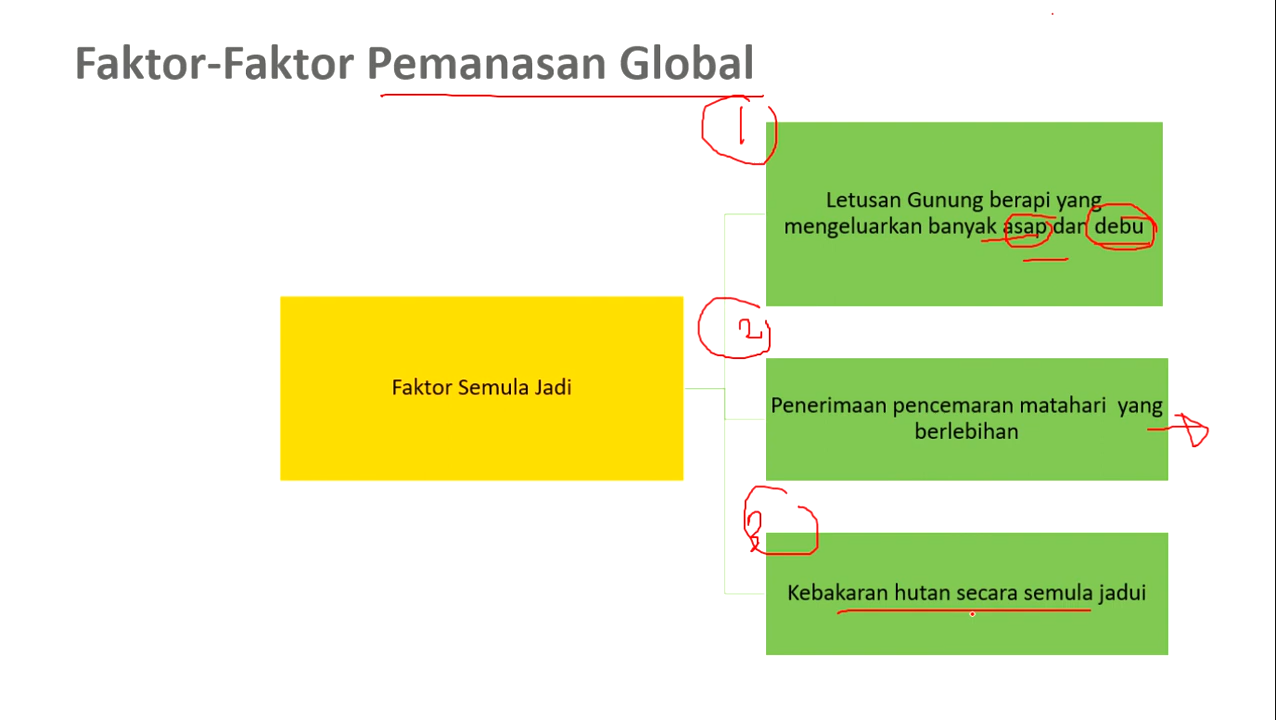 Faktor-Faktor Pemanasan Global
1
Letusan Gunung berapi yang
mengeluarkan banyak asap dan debu
2
Faktor Semula Jadi
Penerimaan pencemaran matahari yang
berlebihan
3
Kebakaran hutan secara semula jadui